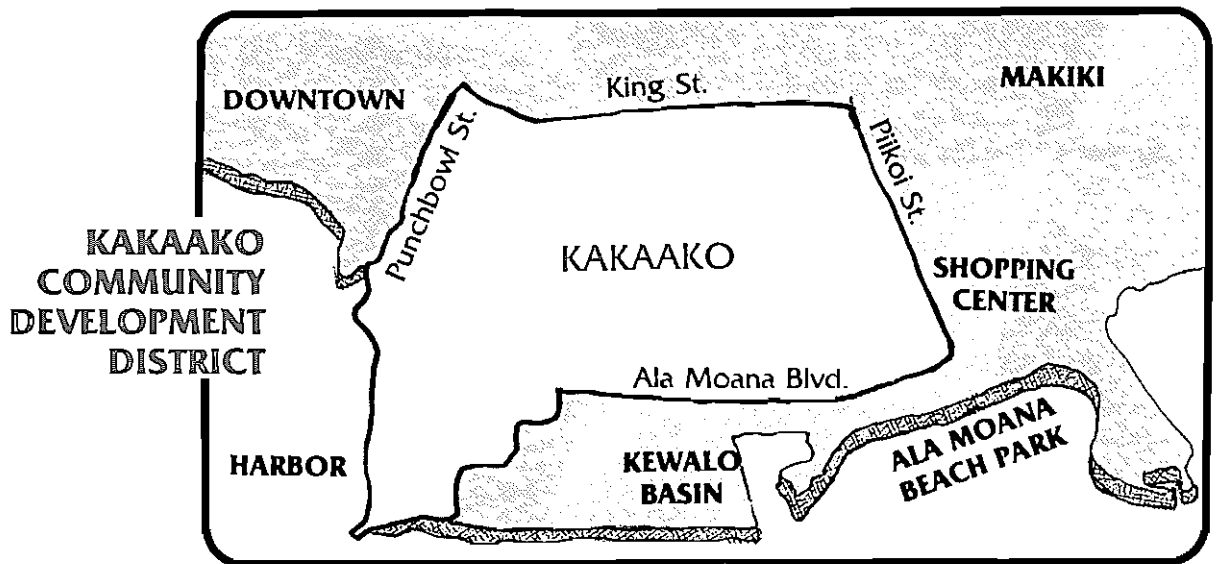 DOWNTOWN
King St.
MAKIKI
Punchbowl St.
Piikoi St.
KAKAAKO
COMMUNITY
DEVELOPMENT
DISTRICT
KAKAAKO
SHOPPING
CENTER
Ala Moana Blvd.
HARBOR
KEWALO
BASIN
ALA MOANA
BEACH PARK